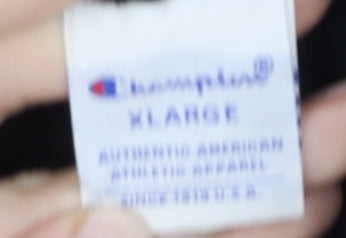 Champion®
XLARGE
AUTHENTIC AMERICAN
ATHLETIC APPAREL
SINCE 1919 U.S.A.